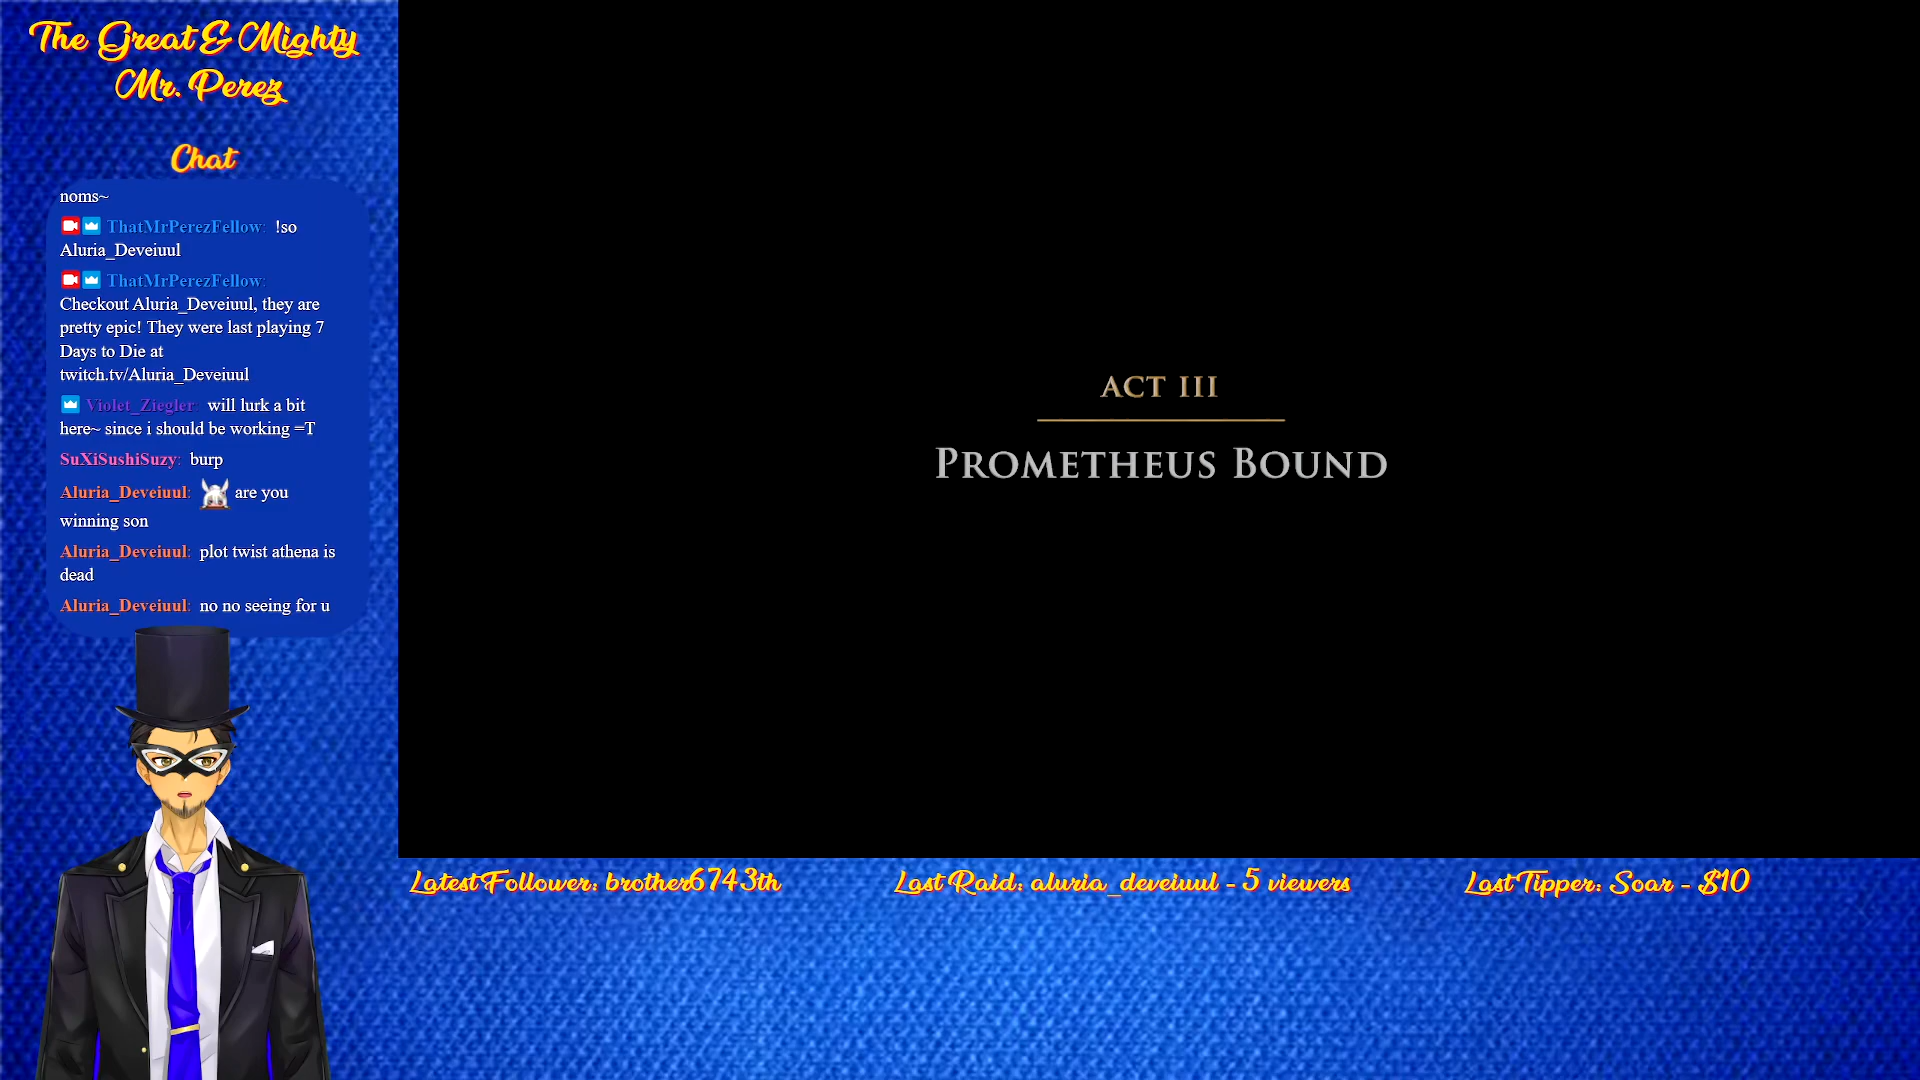 The Great & Mighty
Mr. Perez
Chat
noms~
ThatMrPerezFellow: !so
Aluria_Deveiuul
ThatMrPerezFellow:
Checkout Aluria_Deveiuul, they are
pretty epic! They were last playing 7
Days to Die at
twitch.tv/Aluria_Deveiuul
Violet_Ziegler: will lurk a bit
here~ since i should be working =T
SuXiSushiSuzy: burp
Aluria_Deveiuul: are you
winning son
Aluria_Deveiuul: plot twist athena is
dead
Aluria_Deveiuul: no no seeing for u
ACT III
PROMETHEUS BOUND
Latest Follower: brother6743th
Last Raid: aluria_deveiuul - 5 viewers
Last Tipper: Soar - $10